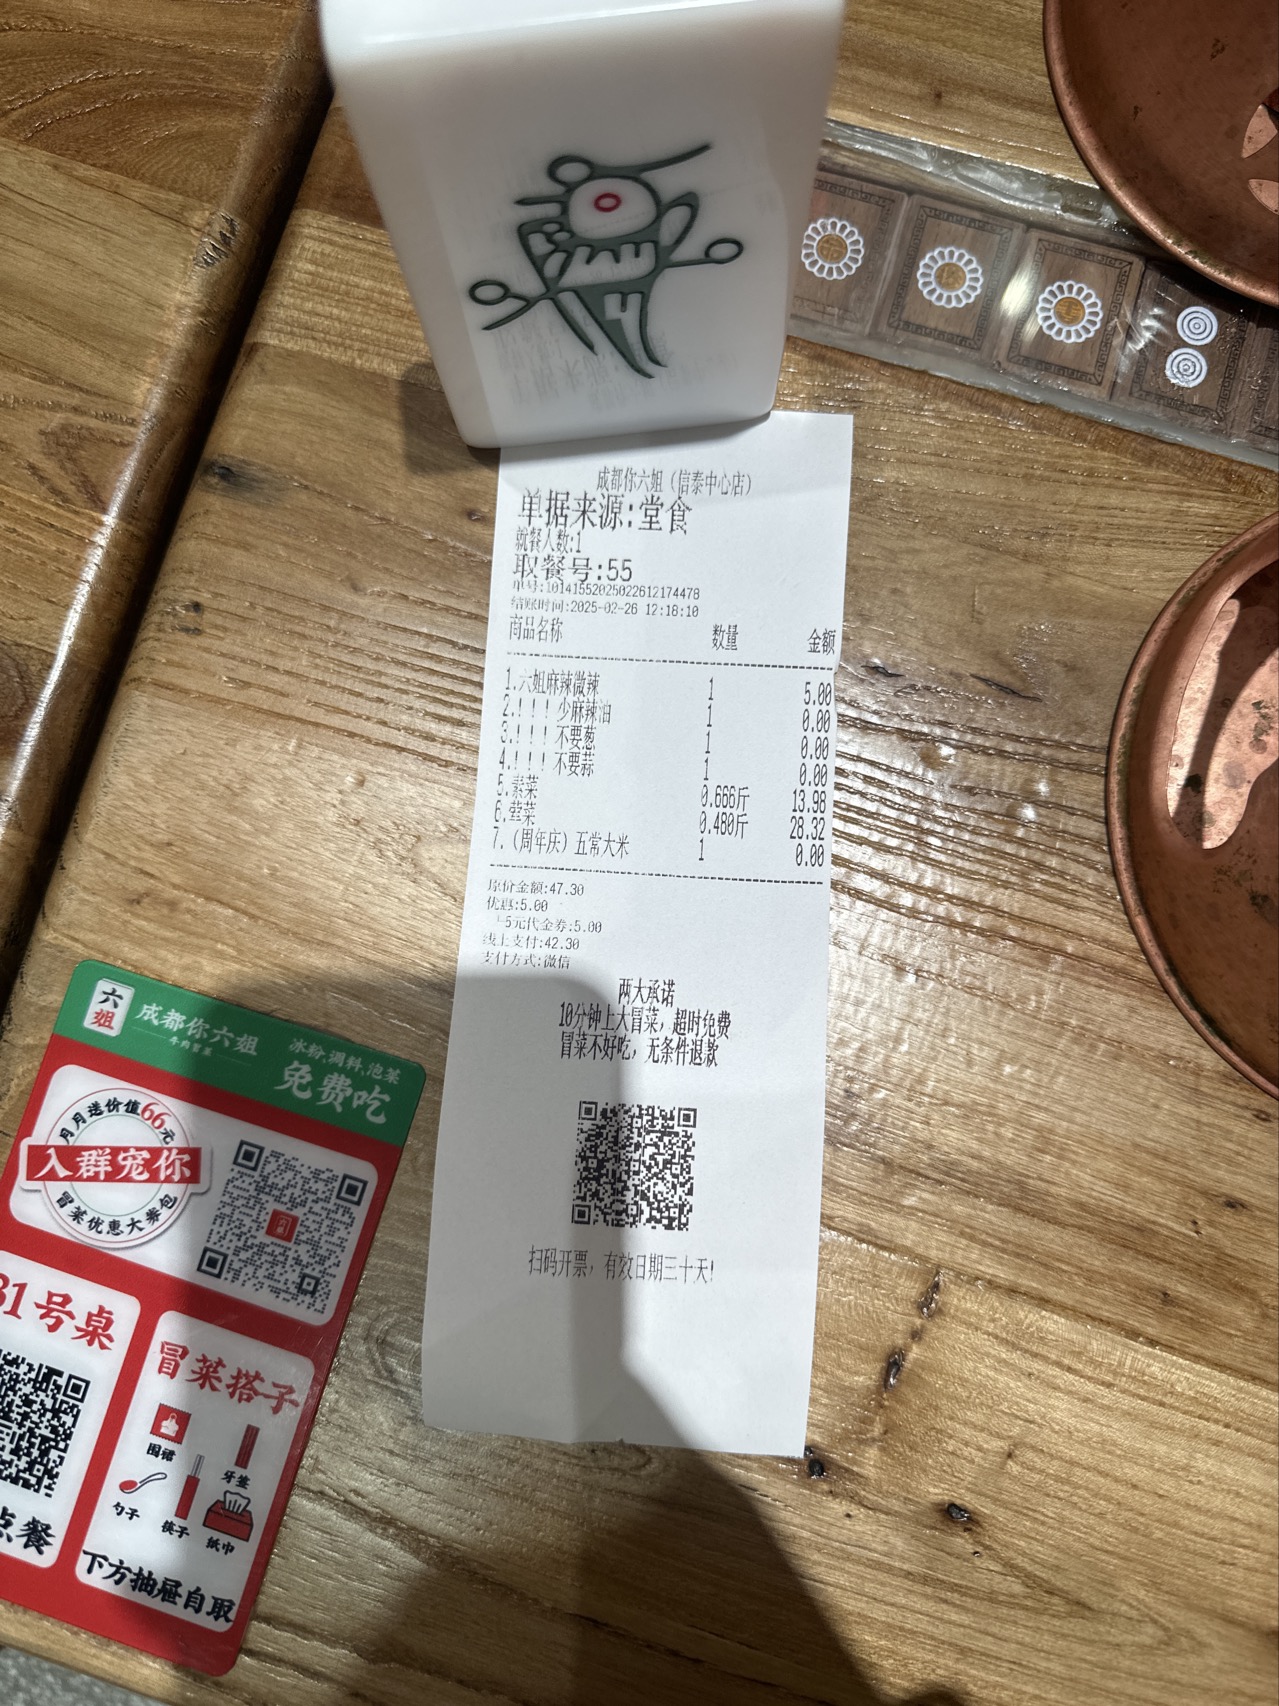 成都你六姐（信泰中心店）
单据来源:堂食
就餐人数:1
取餐号:55
单号:10141552025022612174478
结账时间:2025-02-26 12:18:10
商品名称 数量 金额
1.六姐麻辣微辣 1 5.00
2.!!! 少麻辣油 1 0.00
3.!!! 不要葱 1 0.00
4.!!! 不要蒜 1 0.00
5.素菜 0.666斤 13.98
6.荤菜 0.480斤 28.32
7.（周年庆）五常大米 1 0.00
原价金额:47.30
优惠:5.00
└5元代金券:5.00
线上支付:42.30
支付方式:微信
两大承诺
10分钟上大冒菜，超时免费
冒菜不好吃，无条件退款
扫码开票，有效日期三十天!
六姐
成都你六姐
牛肉冒菜
冰粉、调料、泡菜
免费吃
月月送价值66元
入群宠你
冒菜优惠大券包
31号桌
点餐
冒菜搭子
围裙
牙签
勺子
筷子
纸巾
下方抽屉自取